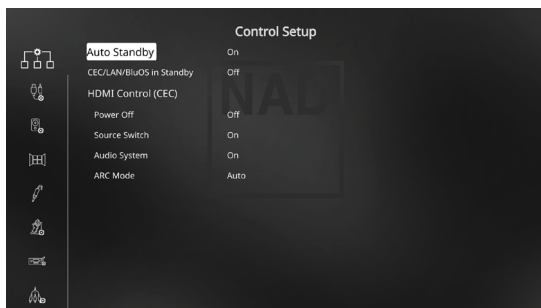 Control Setup
Auto Standby On
CEC/LAN/BluOS in Standby Off
HDMI Control (CEC)
Power Off Off
Source Switch On
Audio System On
ARC Mode Auto
NAD